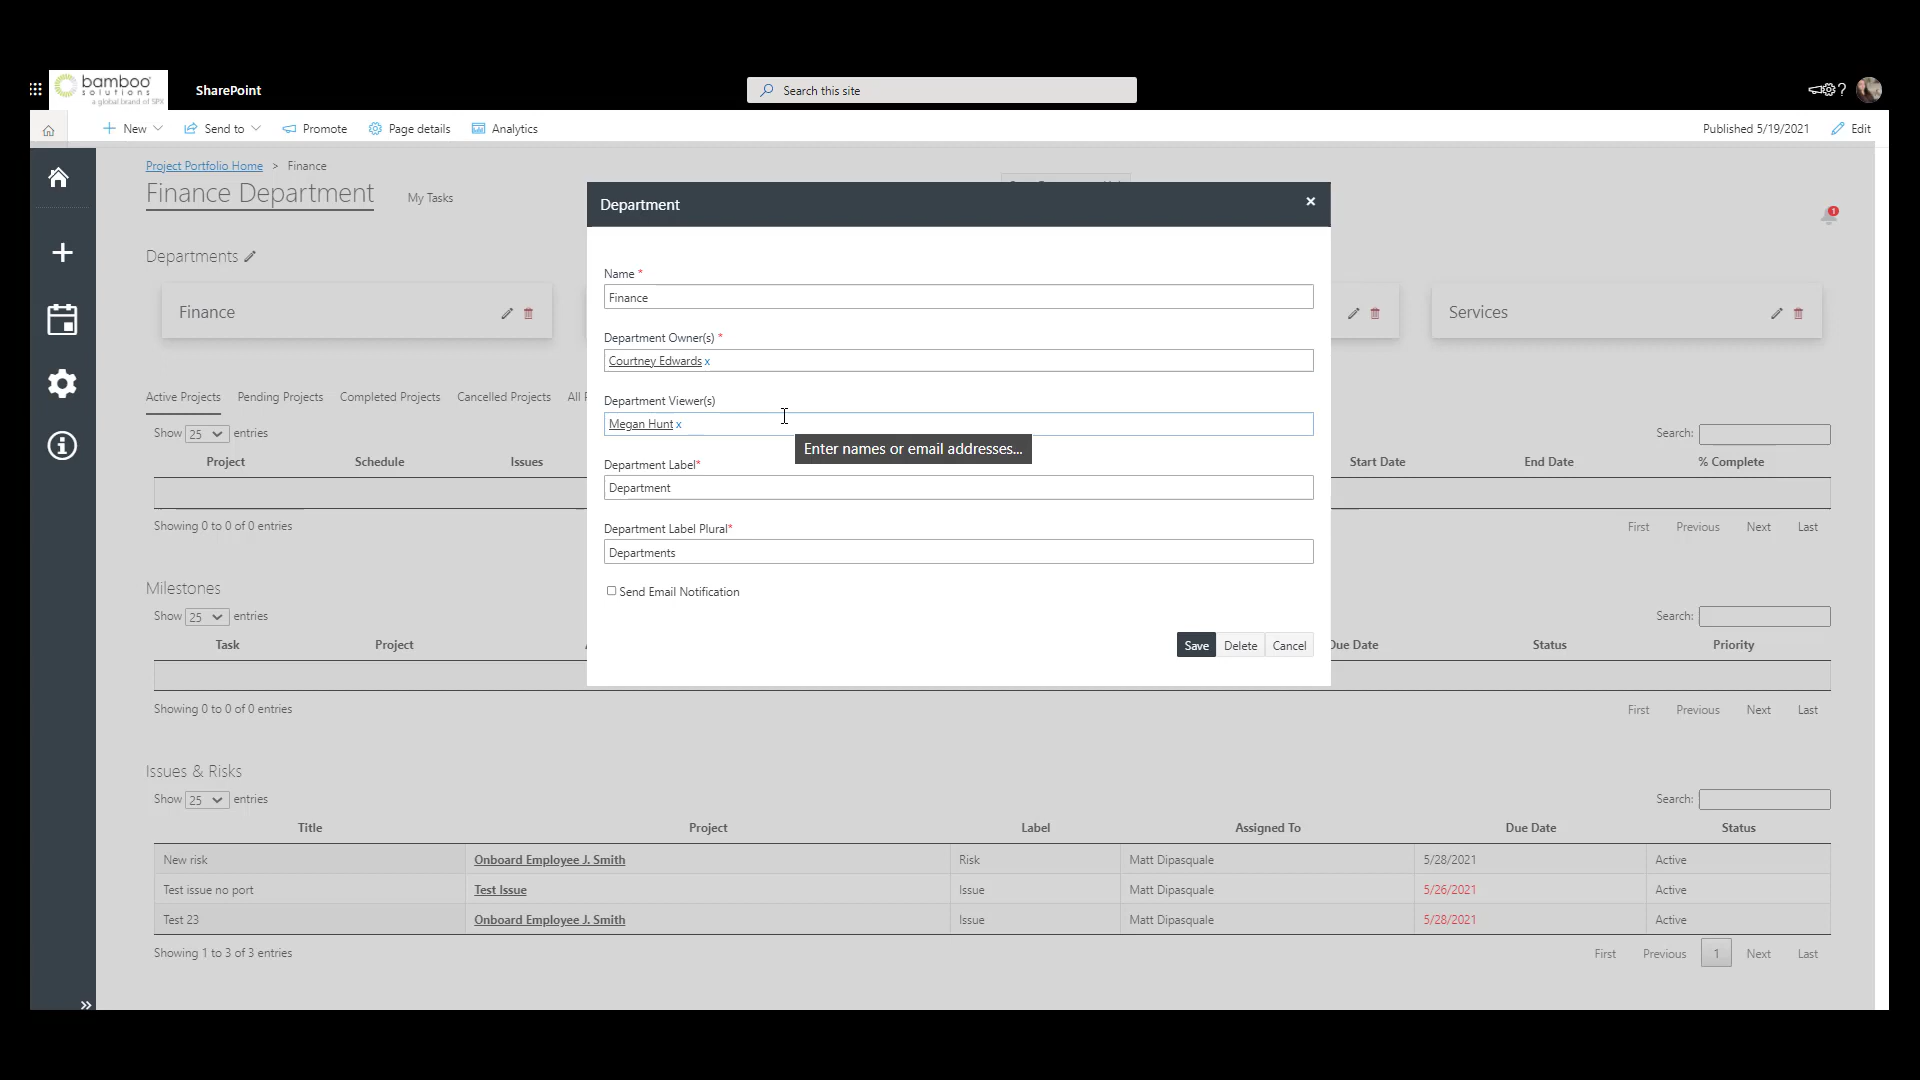 bamboo
solutions
a global brand of SPX
SharePoint
Search this site
?
New
Send to
Promote
Page details
Analytics
Published 5/19/2021
Edit
Project Portfolio Home > Finance
Finance Department
My Tasks
1
Departments
Finance
Services
Active Projects
Pending Projects
Completed Projects
Cancelled Projects
All
Show 25 entries
Search:
Project
Schedule
Issues
Start Date
End Date
% Complete
Showing 0 to 0 of 0 entries
First
Previous
Next
Last
Milestones
Show 25 entries
Search:
Task
Project
Due Date
Status
Priority
Showing 0 to 0 of 0 entries
First
Previous
Next
Last
Issues & Risks
Show 25 entries
Search:
Title
Project
Label
Assigned To
Due Date
Status
New risk
Onboard Employee J. Smith
Risk
Matt Dipasquale
5/28/2021
Active
Test issue no port
Test Issue
Issue
Matt Dipasquale
5/26/2021
Active
Test 23
Onboard Employee J. Smith
Issue
Matt Dipasquale
5/28/2021
Active
Showing 1 to 3 of 3 entries
First
Previous
1
Next
Last
Department
×
Name *
Finance
Department Owner(s) *
Courtney Edwards x
Department Viewer(s)
Megan Hunt x
Enter names or email addresses...
Department Label*
Department
Department Label Plural*
Departments
Send Email Notification
Save
Delete
Cancel